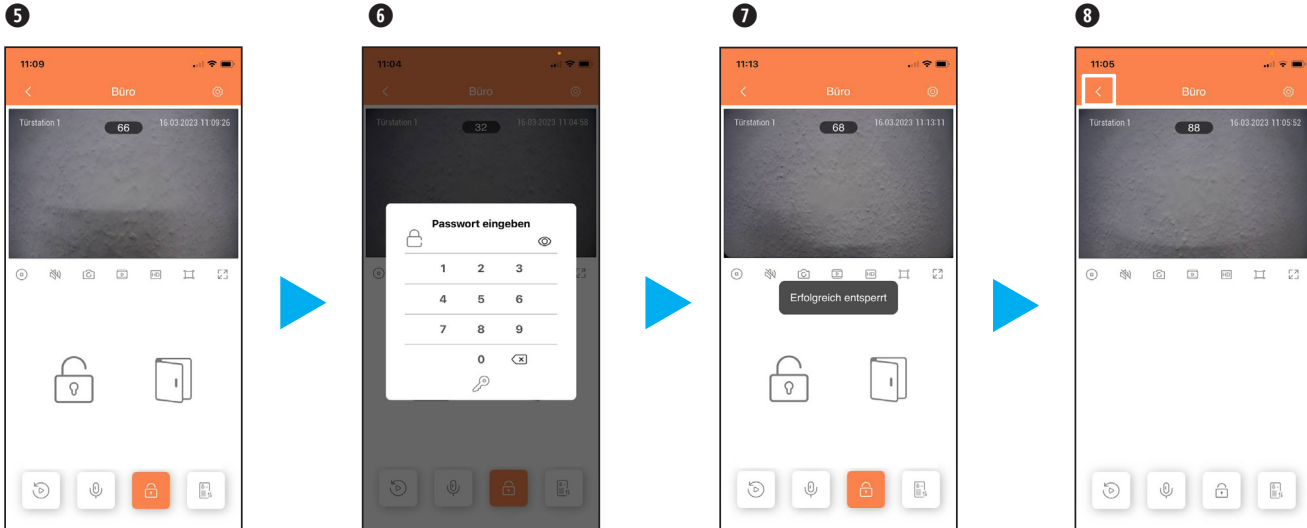 5
11:09
Büro
Türstation 1
66
16.03.2023 11:09:26
HD
6
11:04
Büro
Türstation 1
32
16.03.2023 11:04:58
Passwort eingeben
1 2 3
4 5 6
7 8 9
0
7
11:13
Büro
Türstation 1
68
16.03.2023 11:13:11
HD
Erfolgreich entsperrt
8
11:05
Büro
Türstation 1
88
16.03.2023 11:05:52
HD